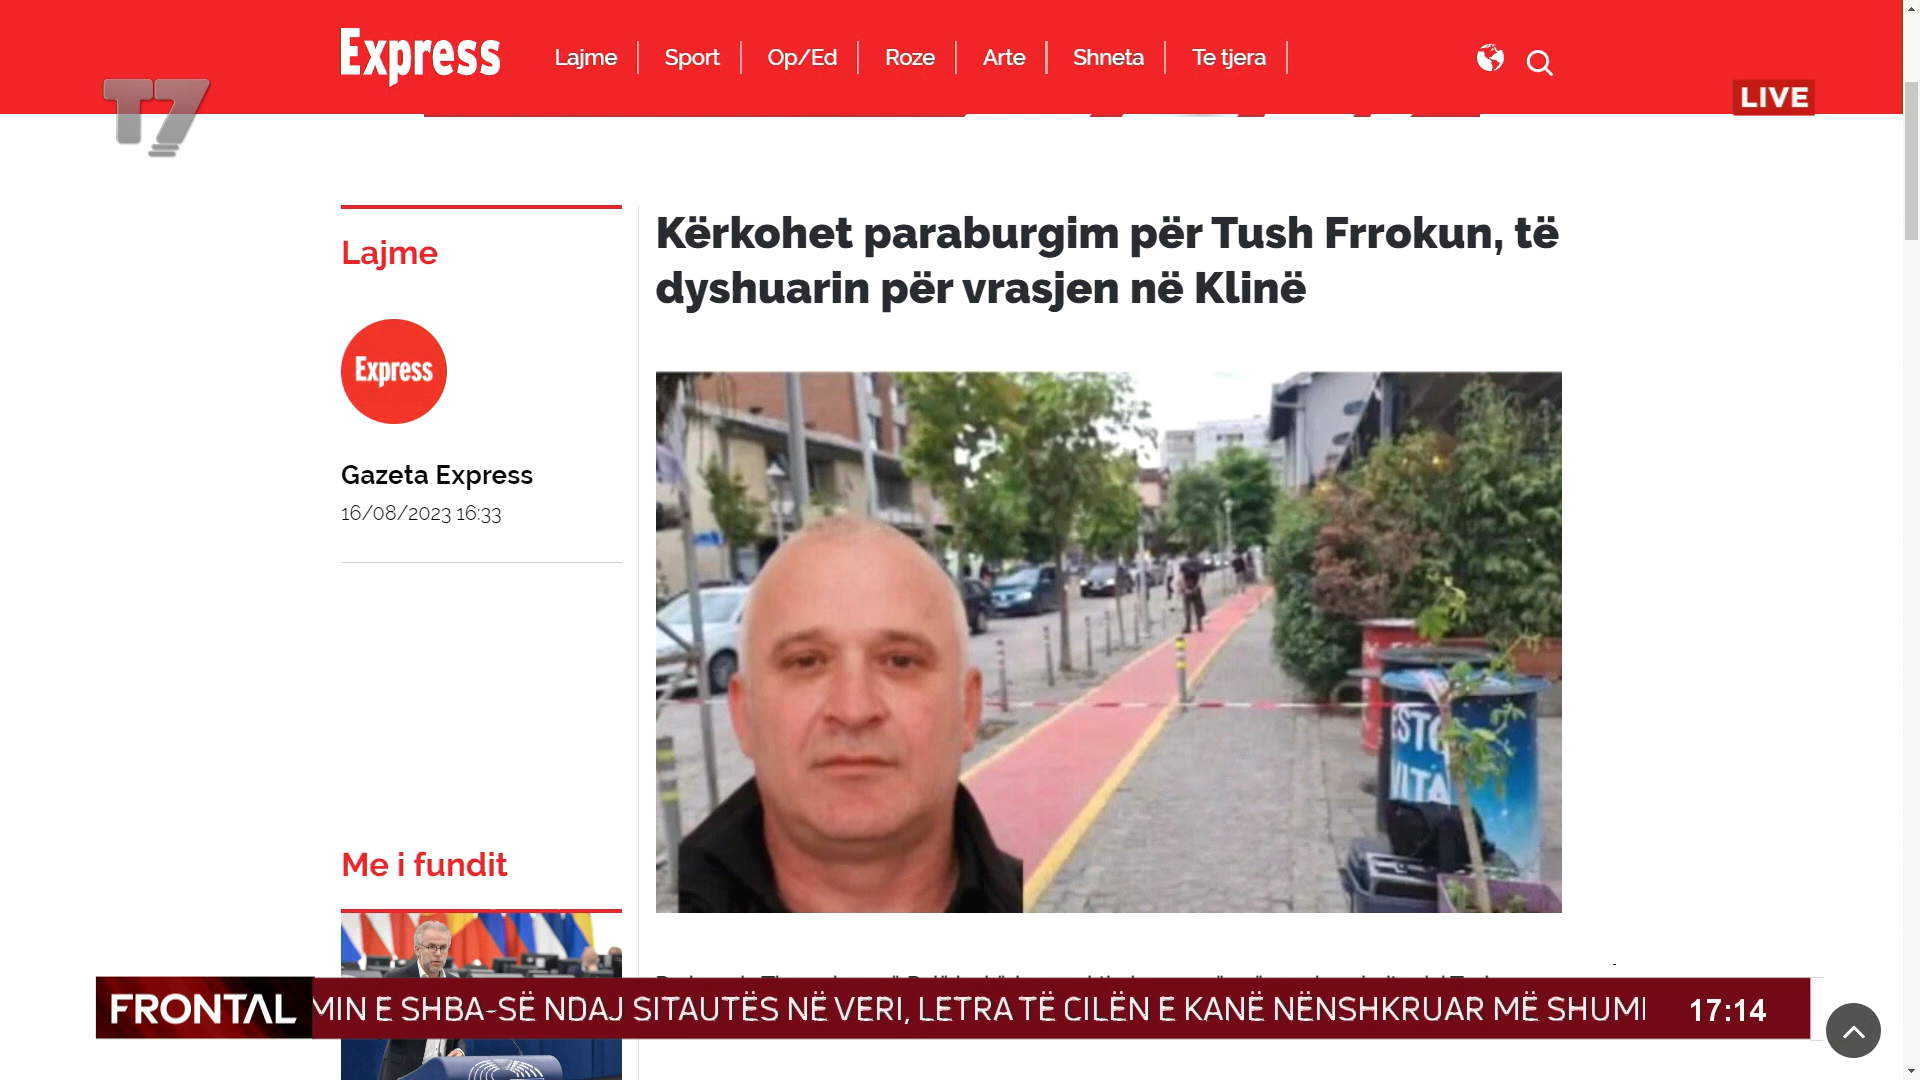 Express
Lajme
Sport
Op/Ed
Roze
Arte
Shneta
Te tjera
T7
LIVE
Lajme
Express
Gazeta Express
16/08/2023 16:33
Kërkohet paraburgim për Tush Frrokun, të
dyshuarin për vrasjen në Klinë
Me i fundit
FRONTAL
MIN E SHBA-SË NDAJ SITAUTËS NË VERI, LETRA TË CILËN E KANË NËNSHKRUAR MË SHUMË
17:14